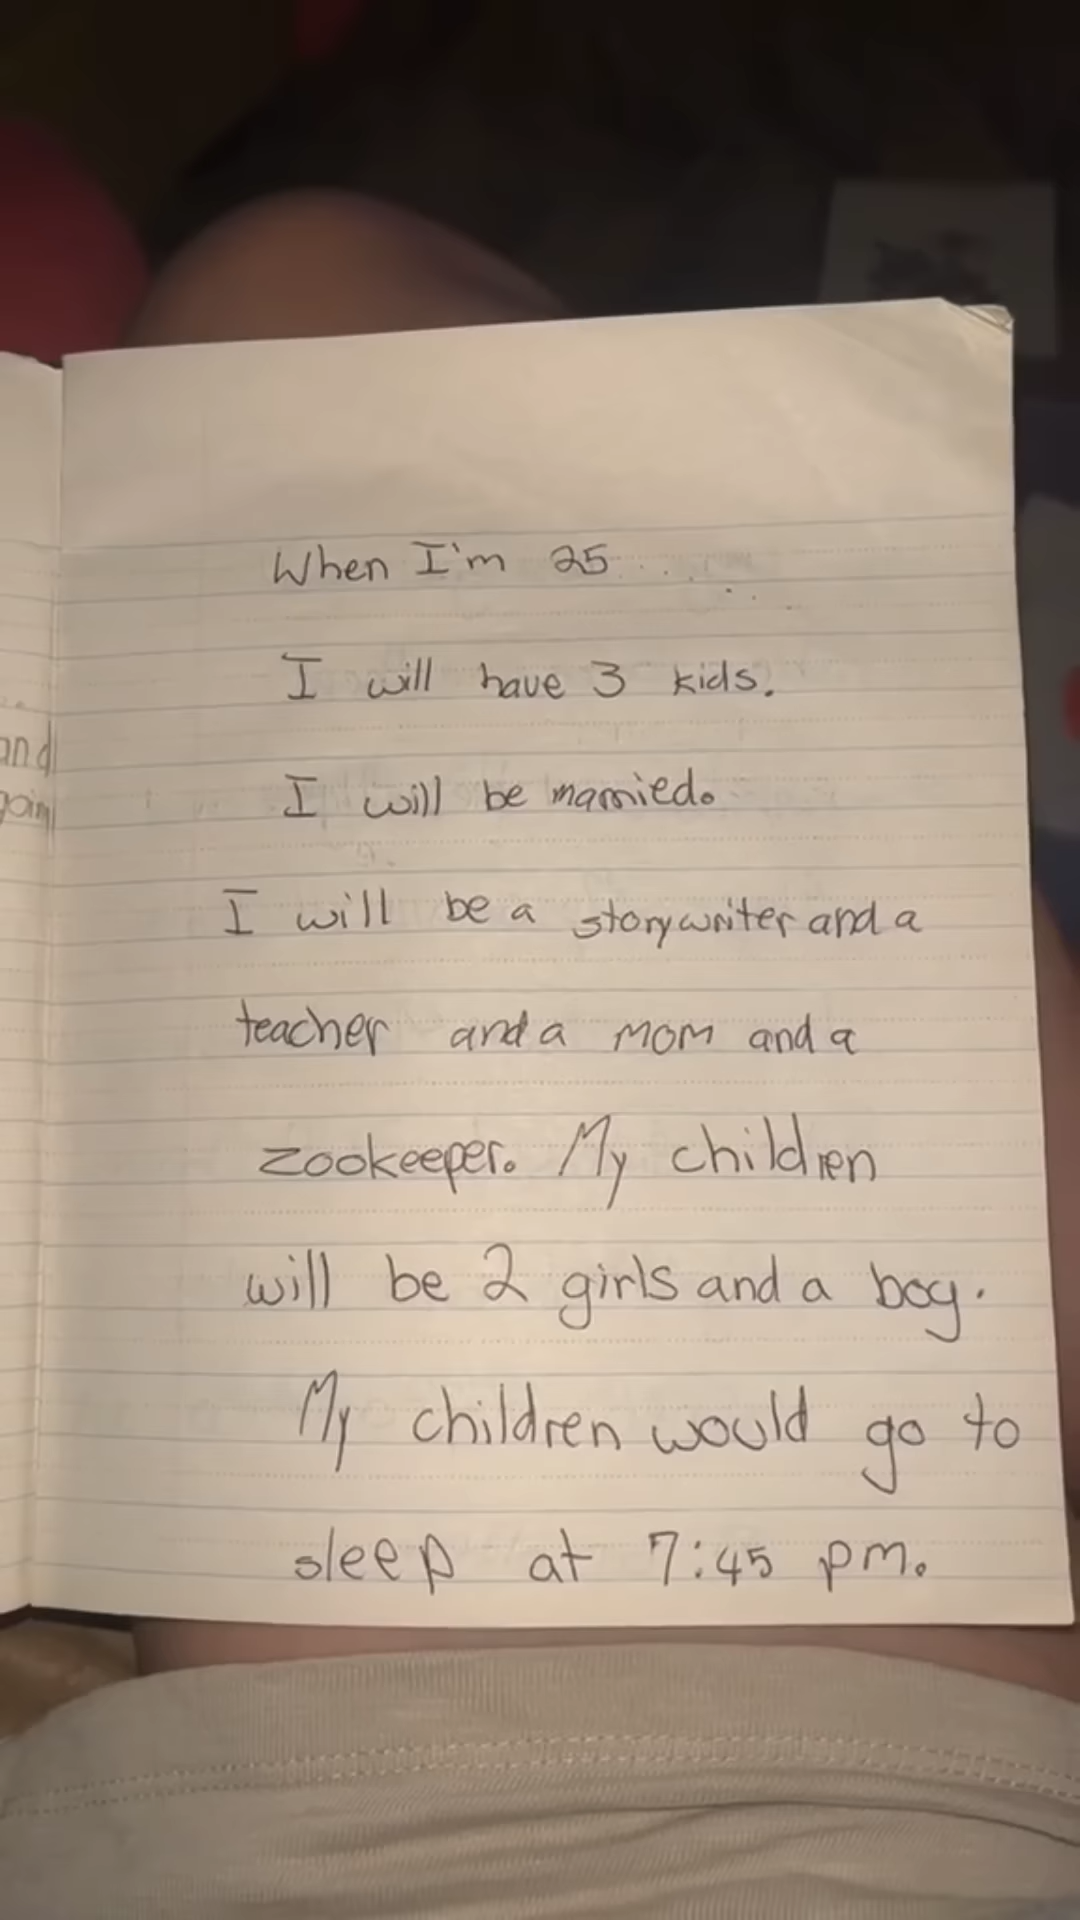 and
When I'm 25....
I will have 3 kids.
I will be married.
I will be a storywriter and a
teacher and a mom and a
zookeeper. My children
will be 2 girls and a boy.
My children would go to
sleep at 7:45 pm.